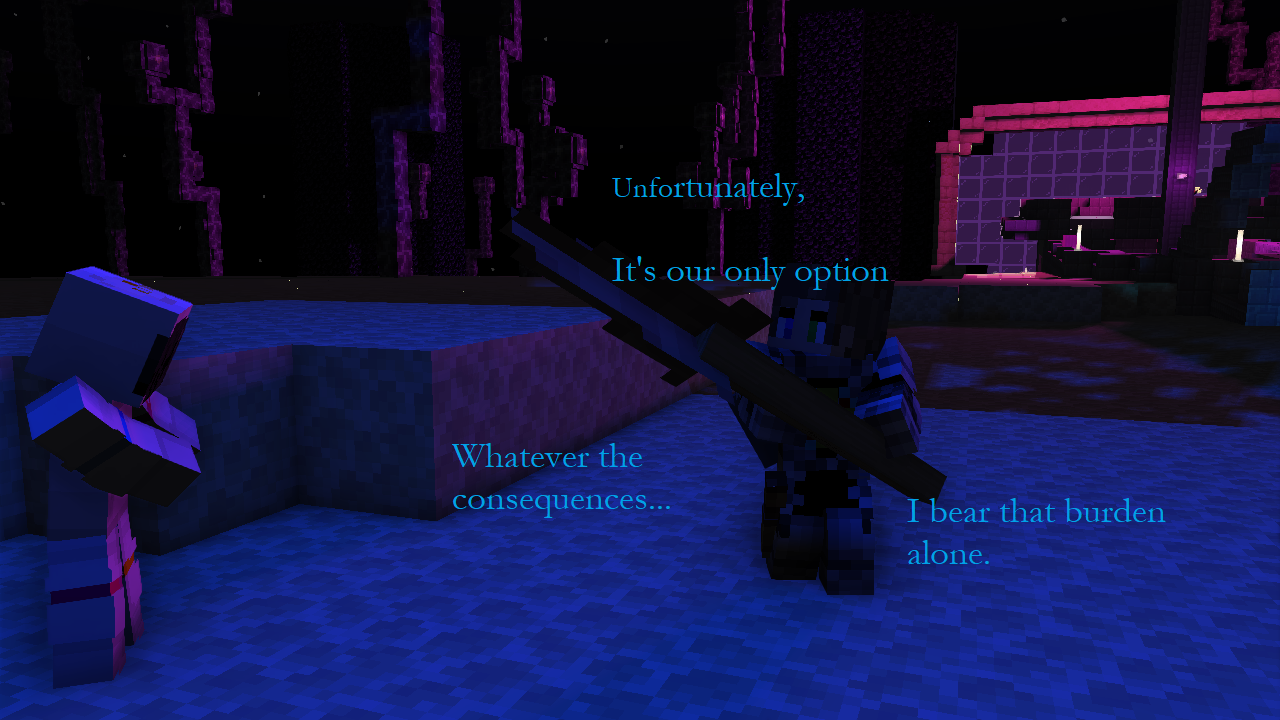 Unfortunately,
It's our only option
Whatever the
consequences...
I bear that burden
alone.